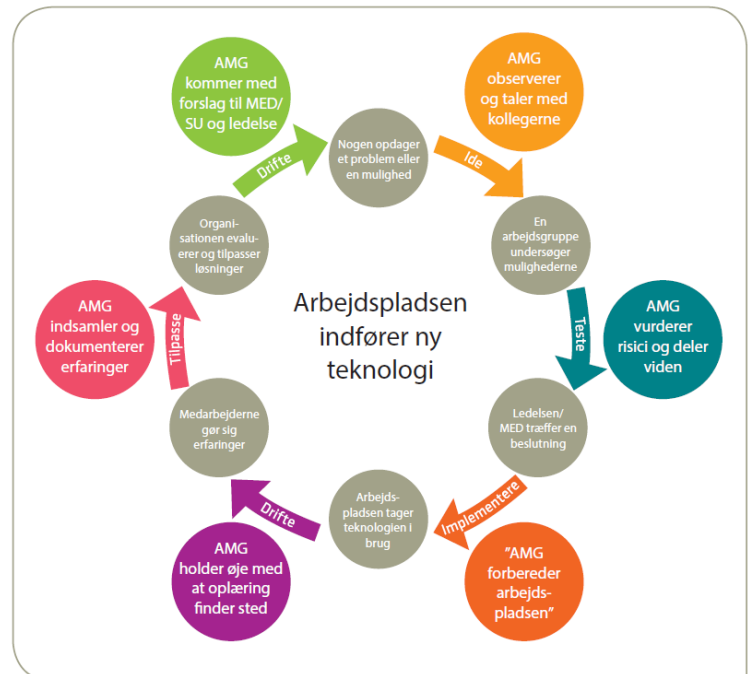 AMG
kommer med
forslag til MED/
SU og ledelse
AMG
observerer
og taler med
kollegerne
Drifte
Nogen opdager
et problem eller
en mulighed
Ide
Organi-
sationen evalu-
erer og tilpasser
løsninger
En
arbejdsgruppe
undersøger
mulighederne
AMG
indsamler og
dokumenterer
erfaringer
Tilpasse
Arbejdspladsen
indfører ny
teknologi
Teste
AMG
vurderer
risici og deler
viden
Medarbejderne
gør sig
erfaringer
Ledelsen/
MED træffer en
beslutning
Drifte
Arbejds-
pladsen tager
teknologien i
brug
Implementere
AMG
holder øje med
at oplæring
finder sted
"AMG
forbereder
arbejds-
pladsen"